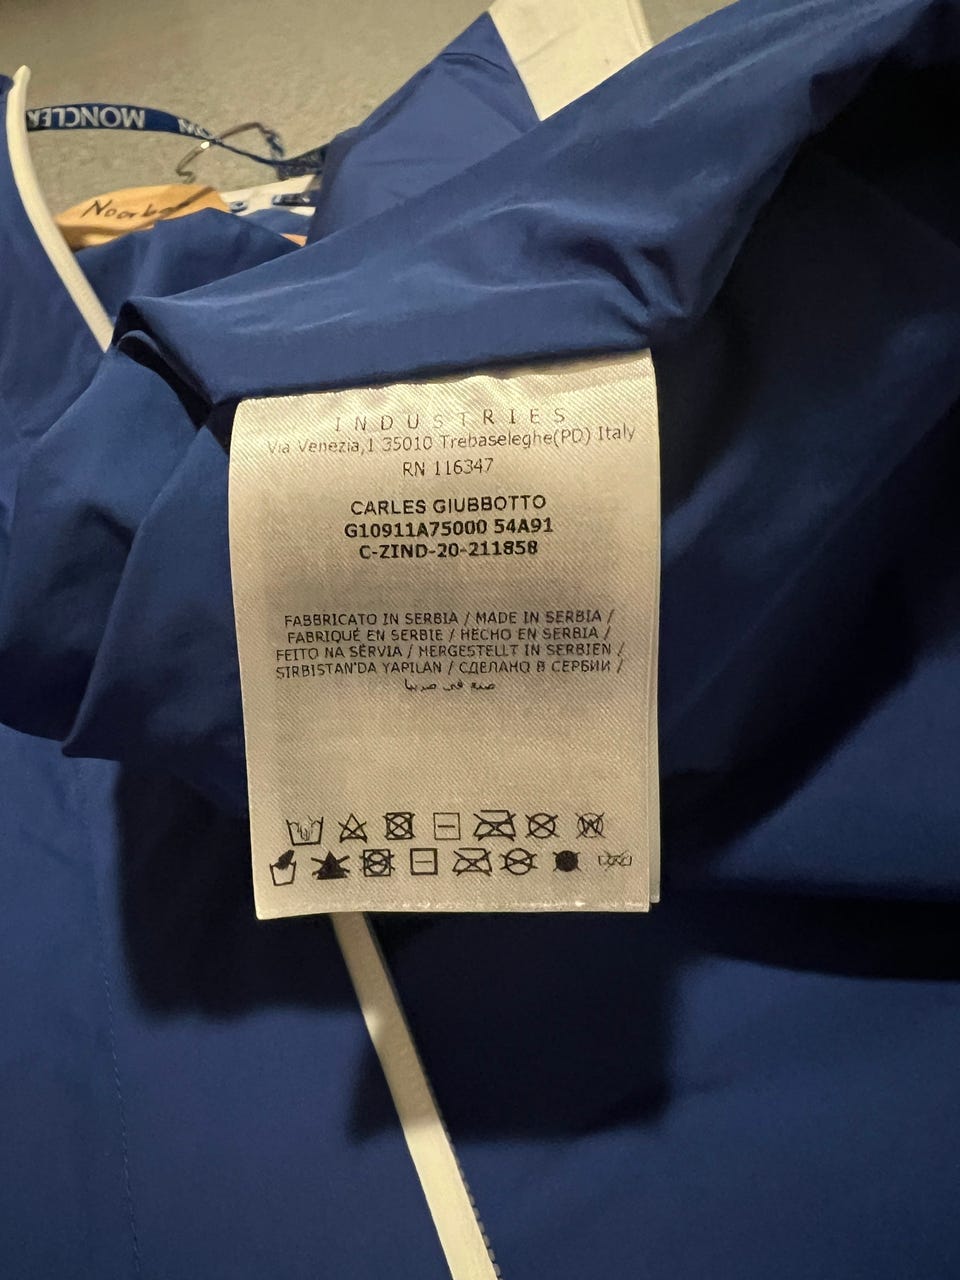 MONCLER
INDUSTRIES
Via Venezia,1 35010 Trebaseleghe(PD) Italy
RN 116347
CARLES GIUBBOTTO
G10911A75000 54A91
C-ZIND-20-211858
FABBRICATO IN SERBIA / MADE IN SERBIA /
FABRIQUÉ EN SERBIE / HECHO EN SERBIA /
FEITO NA SÉRVIA / HERGESTELLT IN SERBIEN /
SIRBISTAN'DA YAPILAN / СДЕЛАНО В СЕРБИИ /
صنع في صربيا